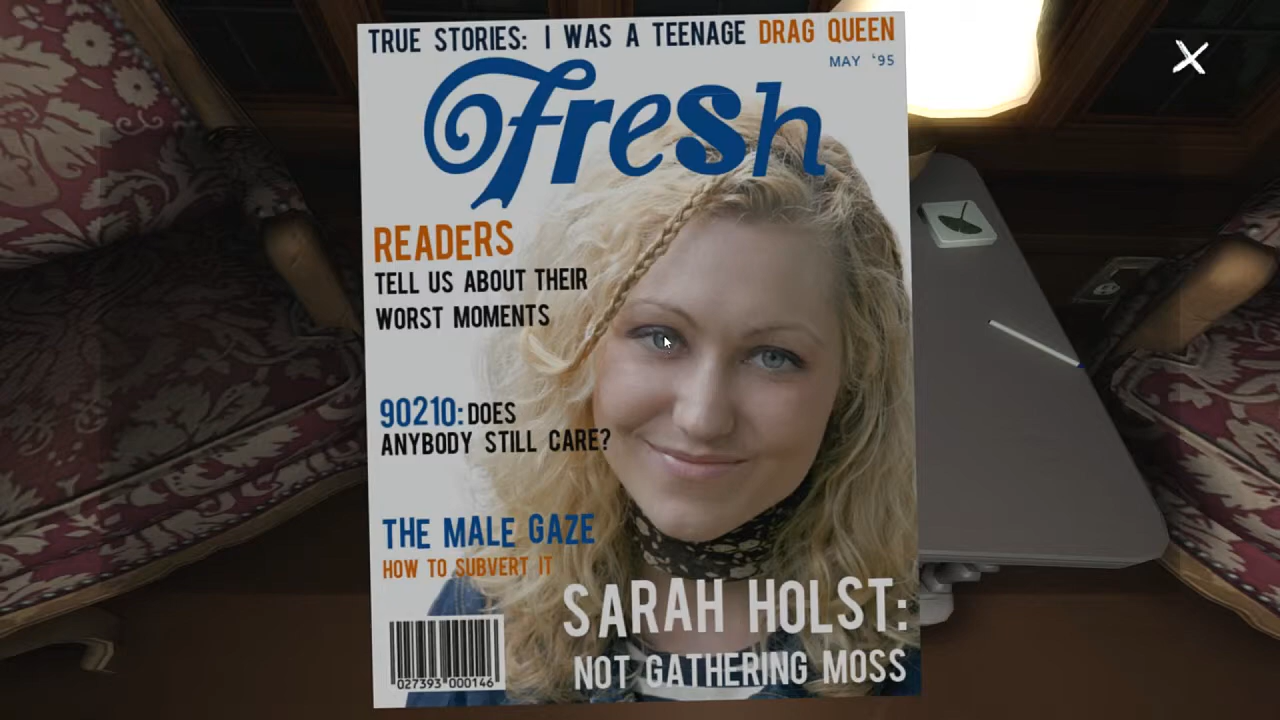 TRUE STORIES: I WAS A TEENAGE DRAG QUEEN
MAY '95
Fresh
READERS
TELL US ABOUT THEIR
WORST MOMENTS
90210: DOES
ANYBODY STILL CARE?
THE MALE GAZE
HOW TO SUBVERT IT
SARAH HOLST:
NOT GATHERING MOSS
027393 000146